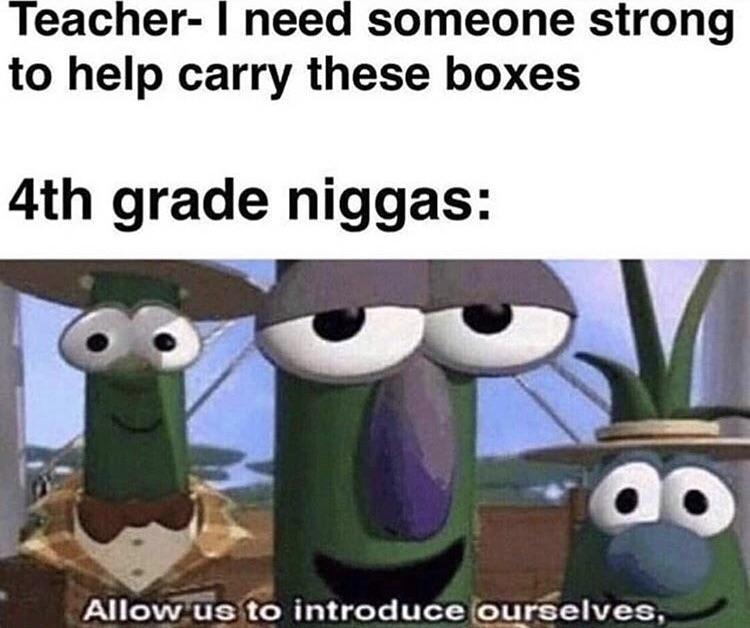 Teacher- I need someone strong
to help carry these boxes
4th grade niggas:
Allow us to introduce ourselves,